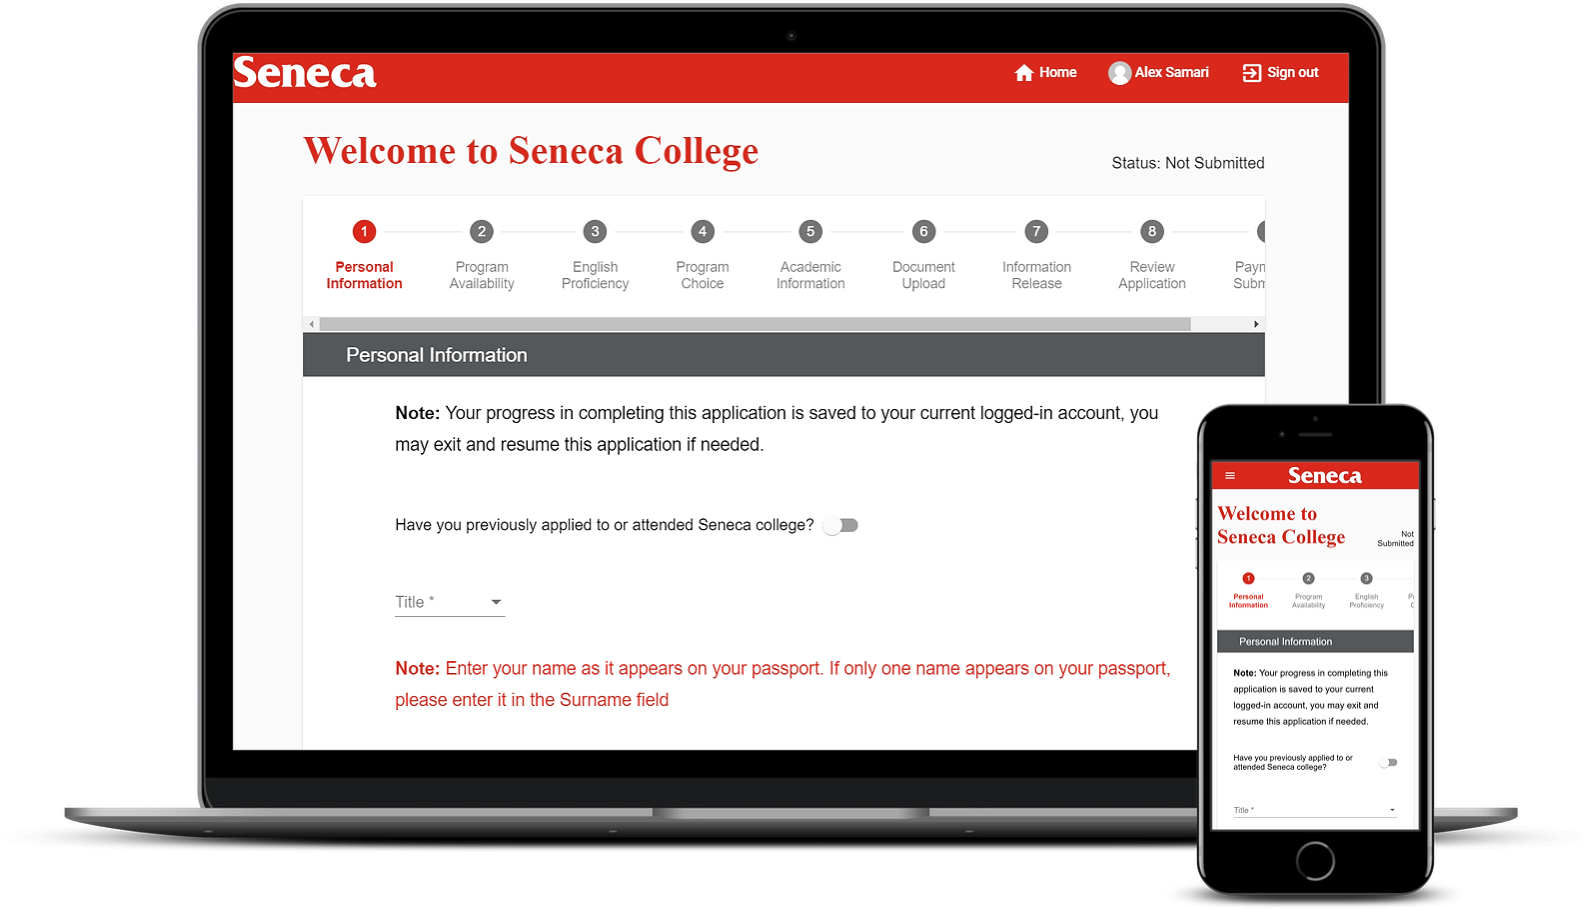 Seneca
Home
Alex Samari
Sign out
Welcome to Seneca College
Status: Not Submitted
1
2
3
4
5
6
7
8
Personal
Information
Program
Availability
English
Proficiency
Program
Choice
Academic
Information
Document
Upload
Information
Release
Review
Application
Paym
Subm
Personal Information
Note: Your progress in completing this application is saved to your current logged-in account, you
may exit and resume this application if needed.
Have you previously applied to or attended Seneca college?
Title *
Note: Enter your name as it appears on your passport. If only one name appears on your passport,
please enter it in the Surname field
Seneca
Welcome to
Seneca College
Not
Submitted
1
2
3
Personal
Information
Program
Availability
English
Proficiency
Personal Information
Note: Your progress in completing this
application is saved to your current
logged-in account, you may exit and
resume this application if needed.
Have you previously applied to or
attended Seneca college?
Title *